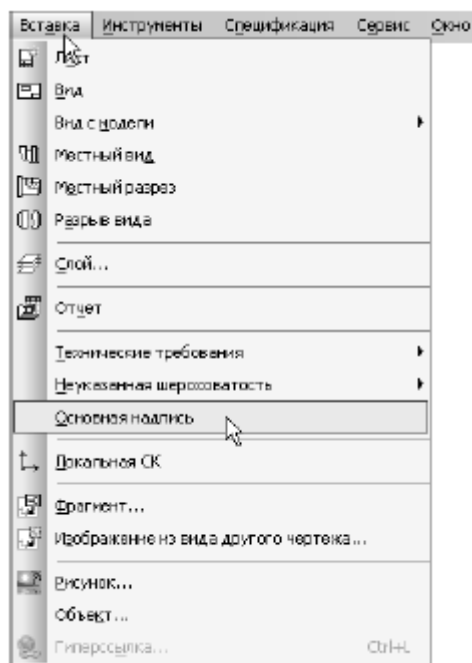 Вставка Инструменты Спецификация Сервис Окно
Лист
Вид
Вид с модели
Местный вид
Местный разрез
Разрыв вида
Слой...
Отчет
Технические требования
Неуказанная шероховатость
Основная надпись
Локальная СК
Фрагмент...
Изображение из вида другого чертежа...
Рисунок...
Объект...
Гиперссылка... Ctrl+L